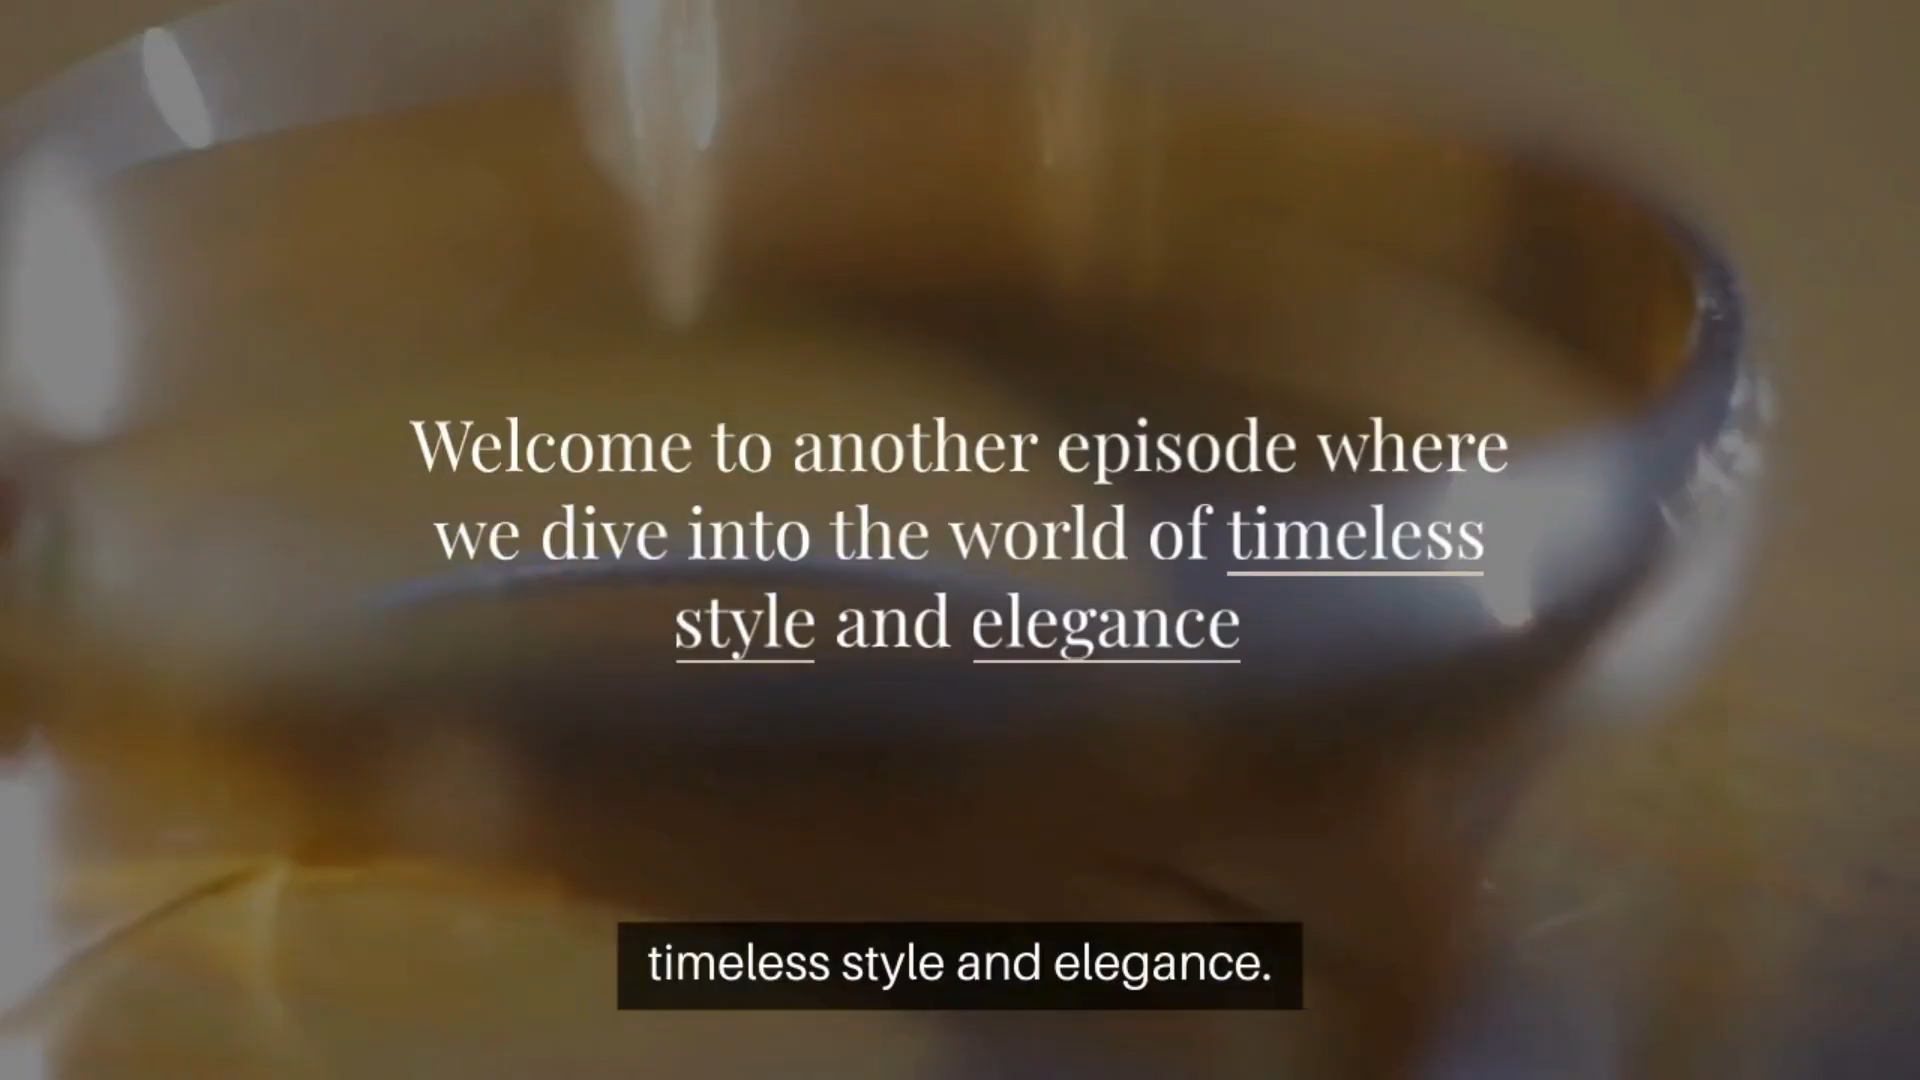 Welcome to another episode where
we dive into the world of timeless
style and elegance
timeless style and elegance.